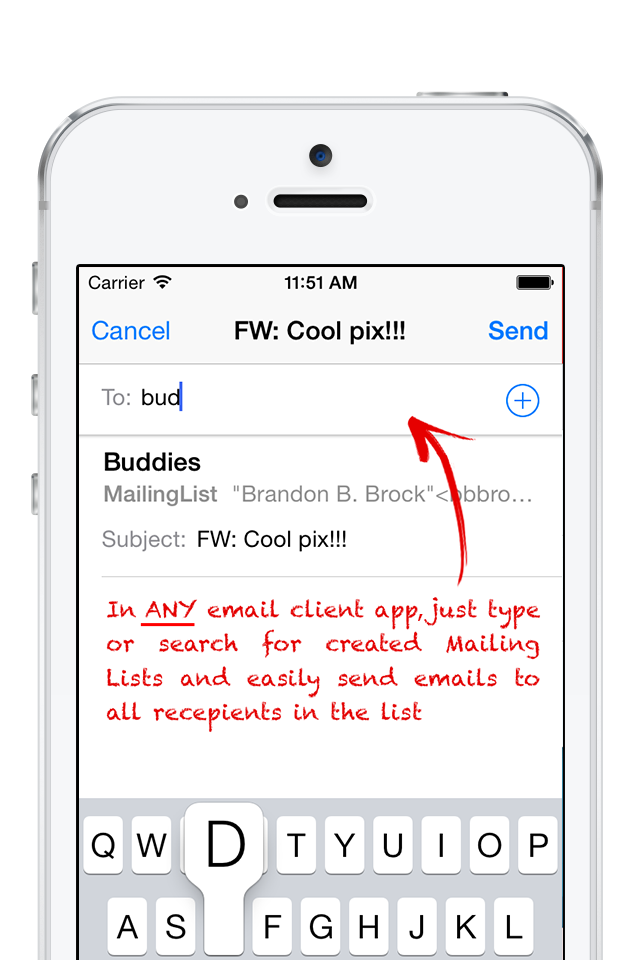 Carrier 11:51 AM
Cancel FW: Cool pix!!! Send
To: bud
Buddies
MailingList "Brandon B. Brock"<bbbro...
Subject: FW: Cool pix!!!
In ANY email client app, just type
or search for created Mailing
Lists and easily send emails to
all recepients in the list
Q W D T Y U I O P
A S F G H J K L